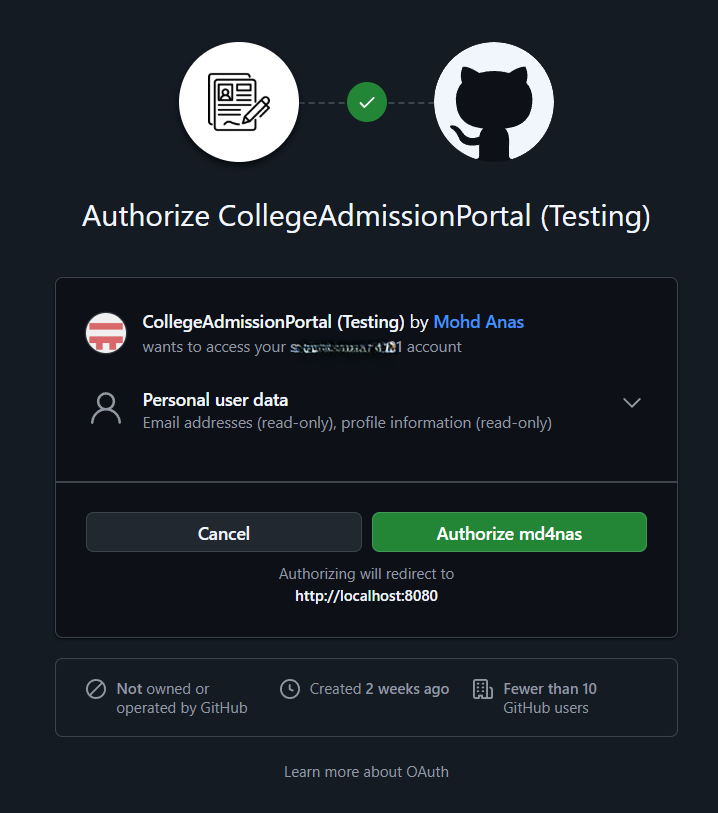 Authorize CollegeAdmissionPortal (Testing)
CollegeAdmissionPortal (Testing) by Mohd Anas
wants to access your account
Personal user data
Email addresses (read-only), profile information (read-only)
Cancel
Authorize md4nas
Authorizing will redirect to
http://localhost:8080
Not owned or
operated by GitHub
Created 2 weeks ago
Fewer than 10
GitHub users
Learn more about OAuth